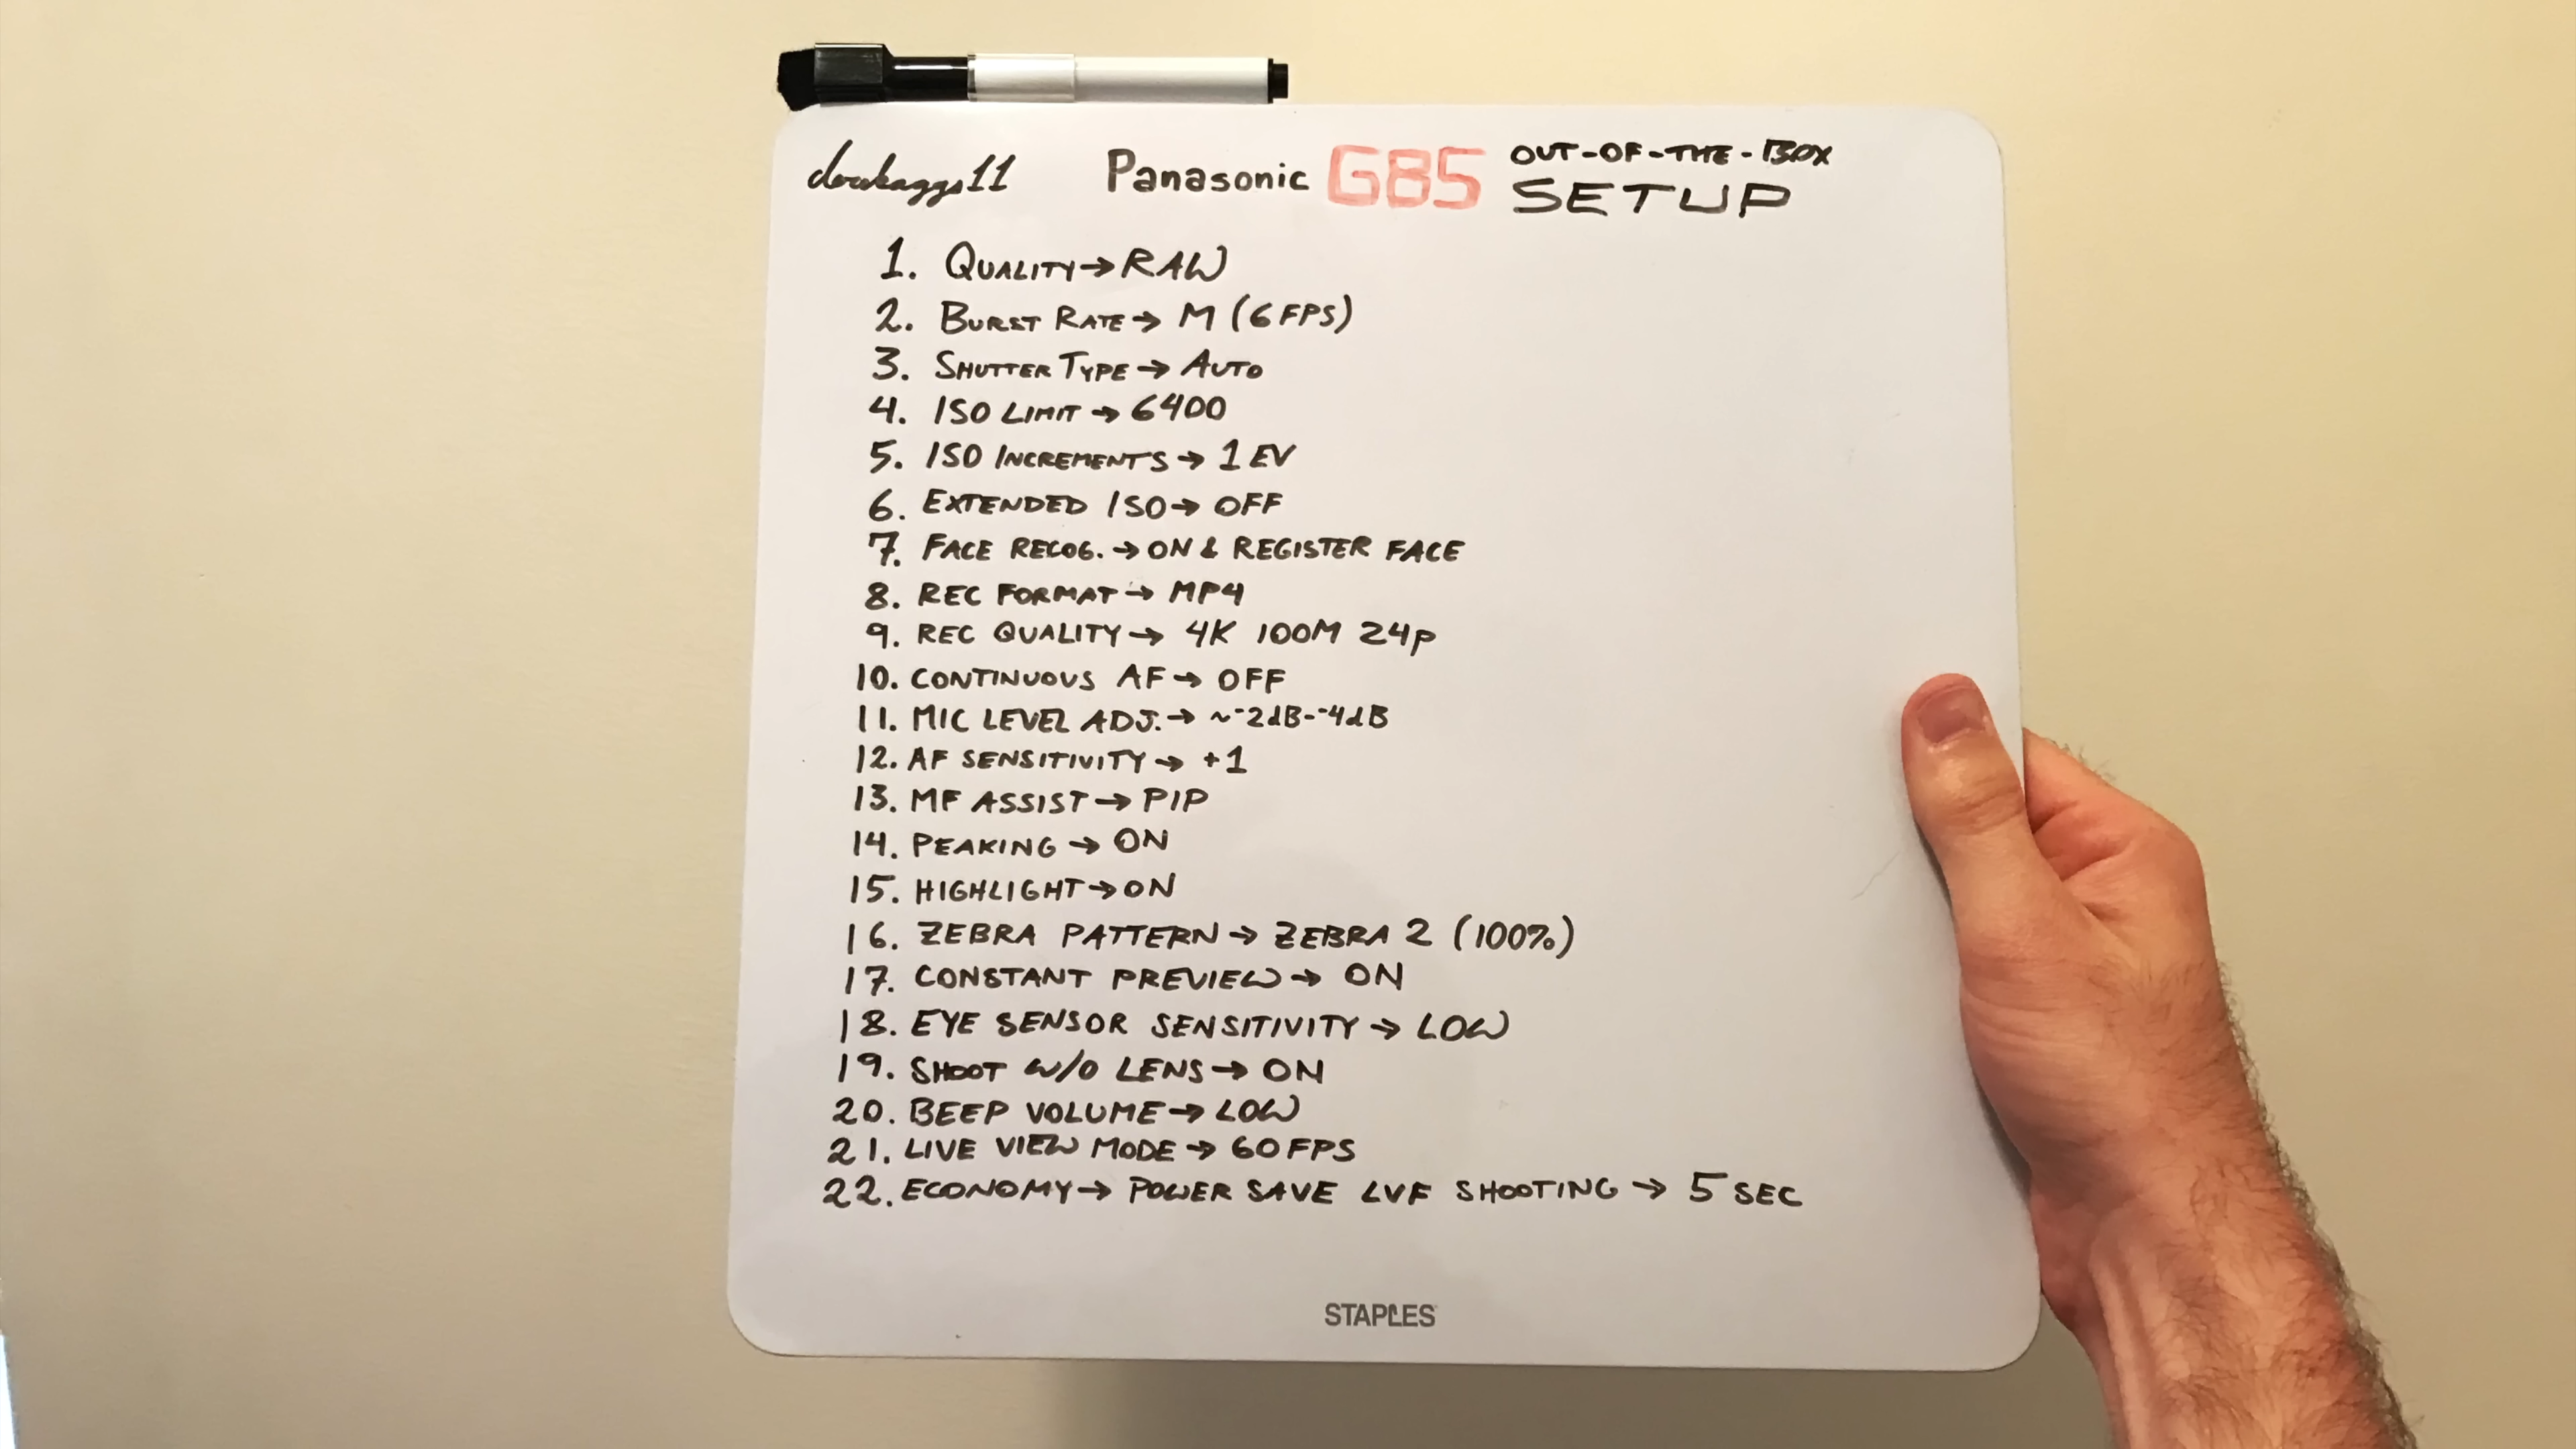 Panasonic G85 OUT-OF-THE-BOX SETUP
1. QUALITY→RAW
2. BURST RATE→ M (6 FPS)
3. SHUTTER TYPE→ AUTO
4. ISO LIMIT→ 6400
5. ISO INCREMENTS→ 1 EV
6. EXTENDED ISO→ OFF
7. FACE RECOG.→ON & REGISTER FACE
8. REC FORMAT→ MP4
9. REC QUALITY→ 4K 100M 24p
10. CONTINUOUS AF→ OFF
11. MIC LEVEL ADJ.→ ~-2dB--4dB
12. AF SENSITIVITY→ +1
13. MF ASSIST→ PIP
14. PEAKING→ ON
15. HIGHLIGHT→ON
16. ZEBRA PATTERN→ ZEBRA 2 (100%)
17. CONSTANT PREVIEW→ ON
18. EYE SENSOR SENSITIVITY→ LOW
19. SHOOT W/O LENS→ ON
20. BEEP VOLUME→ LOW
21. LIVE VIEW MODE→ 60FPS
22. ECONOMY→ POWER SAVE LVF SHOOTING→ 5 SEC
STAPLES